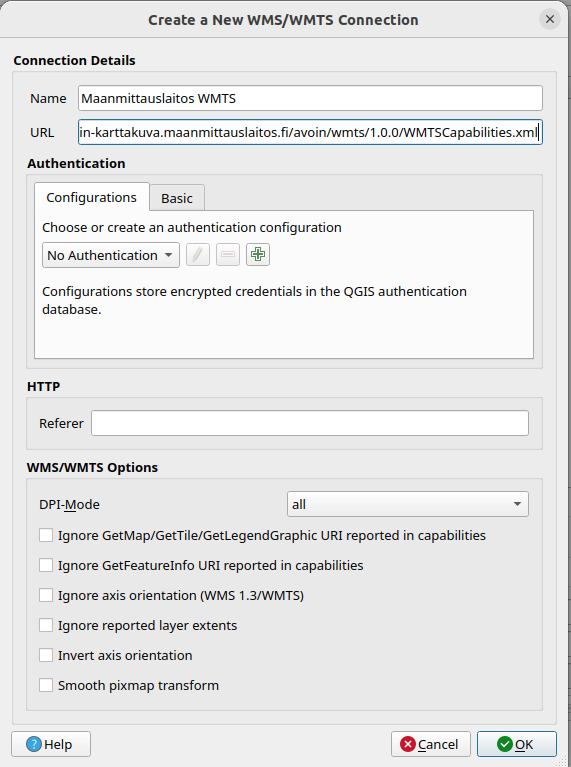 Create a New WMS/WMTS Connection
Connection Details
Name Maanmittauslaitos WMTS
URL in-karttakuva.maanmittauslaitos.fi/avoin/wmts/1.0.0/WMTSCapabilities.xml
Authentication
Configurations Basic
Choose or create an authentication configuration
No Authentication
Configurations store encrypted credentials in the QGIS authentication
database.
HTTP
Referer
WMS/WMTS Options
DPI-Mode all
Ignore GetMap/GetTile/GetLegendGraphic URI reported in capabilities
Ignore GetFeatureInfo URI reported in capabilities
Ignore axis orientation (WMS 1.3/WMTS)
Ignore reported layer extents
Invert axis orientation
Smooth pixmap transform
? Help Cancel OK